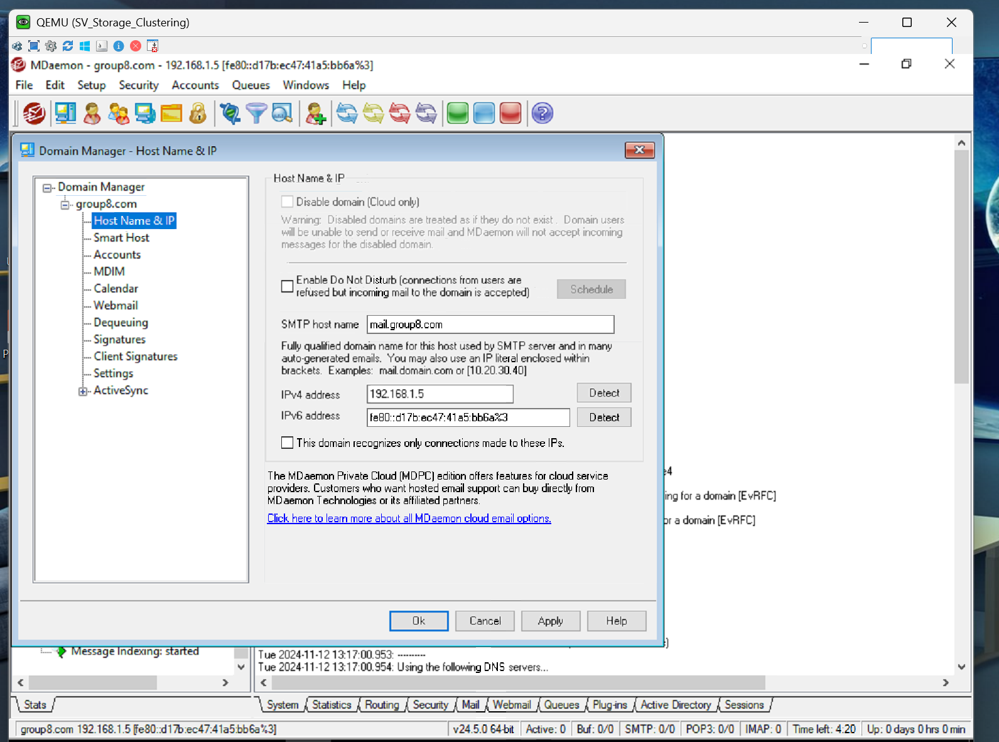 QEMU (SV_Storage_Clustering)
MDaemon - group8.com - 192.168.1.5 [fe80::d17b:ec47:41a5:bb6a%3]
File Edit Setup Security Accounts Queues Windows Help
Domain Manager - Host Name & IP
Domain Manager
group8.com
Host Name & IP
Smart Host
Accounts
MDIM
Calendar
Webmail
Dequeuing
Signatures
Client Signatures
Settings
ActiveSync
Host Name & IP
Disable domain (Cloud only)
Warning: Disabled domains are treated as if they do not exist . Domain users
will be unable to send or receive mail and MDaemon will not accept incoming
messages for the disabled domain.
Enable Do Not Disturb (connections from users are
refused but incoming mail to the domain is accepted)
Schedule
SMTP host name mail.group8.com
Fully qualified domain name for this host used by SMTP server and in many
auto-generated emails. You may also use an IP literal enclosed within
brackets. Examples: mail.domain.com or [10.20.30.40]
IPv4 address 192.168.1.5 Detect
IPv6 address fe80::d17b:ec47:41a5:bb6a%3 Detect
This domain recognizes only connections made to these IPs.
The MDaemon Private Cloud (MDPC) edition offers features for cloud service
providers. Customers who want hosted email support can buy directly from
MDaemon Technologies or its affiliated partners.
Click here to learn more about all MDaemon cloud email options.
e4
ing for a domain [EvRFC]
or a domain [EvRFC]
Ok Cancel Apply Help
Message Indexing: started
Tue 2024-11-12 13:17:00.953: ----------
Tue 2024-11-12 13:17:00.954: Using the following DNS servers...
Stats
System Statistics Routing Security Mail Webmail Queues Plug-ins Active Directory Sessions
group8.com 192.168.1.5 [fe80::d17b:ec47:41a5:bb6a%3] v24.5.0 64-bit Active: 0 Buf: 0/0 SMTP: 0/0 POP3: 0/0 IMAP: 0 Time left: 4:20 Up: 0 days 0 hrs 0 min